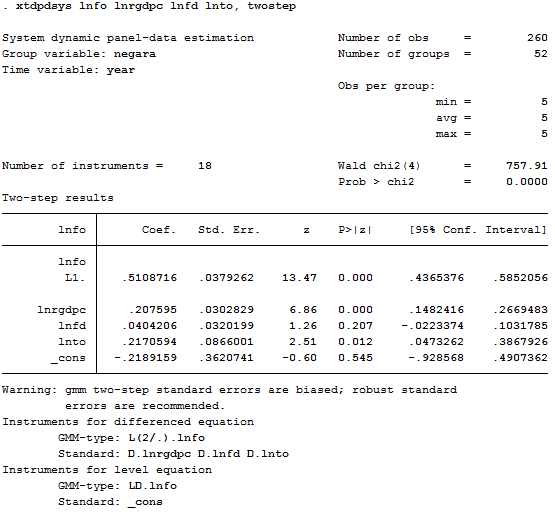 . xtdpdsys lnfo lnrgdpc lnfd lnto, twostep
System dynamic panel-data estimation Number of obs = 260
Group variable: negara Number of groups = 52
Time variable: year
Obs per group:
min = 5
avg = 5
max = 5
Number of instruments = 18 Wald chi2(4) = 757.91
Prob > chi2 = 0.0000
Two-step results
lnfo Coef. Std. Err. z P>|z| [95% Conf. Interval]
lnfo
L1. .5108716 .0379262 13.47 0.000 .4365376 .5852056
lnrgdpc .207595 .0302829 6.86 0.000 .1482416 .2669483
lnfd .0404206 .0320199 1.26 0.207 -.0223374 .1031785
lnto .2170594 .0866001 2.51 0.012 .0473262 .3867926
_cons -.2189159 .3620741 -0.60 0.545 -.928568 .4907362
Warning: gmm two-step standard errors are biased; robust standard
errors are recommended.
Instruments for differenced equation
GMM-type: L(2/.).lnfo
Standard: D.lnrgdpc D.lnfd D.lnto
Instruments for level equation
GMM-type: LD.lnfo
Standard: _cons